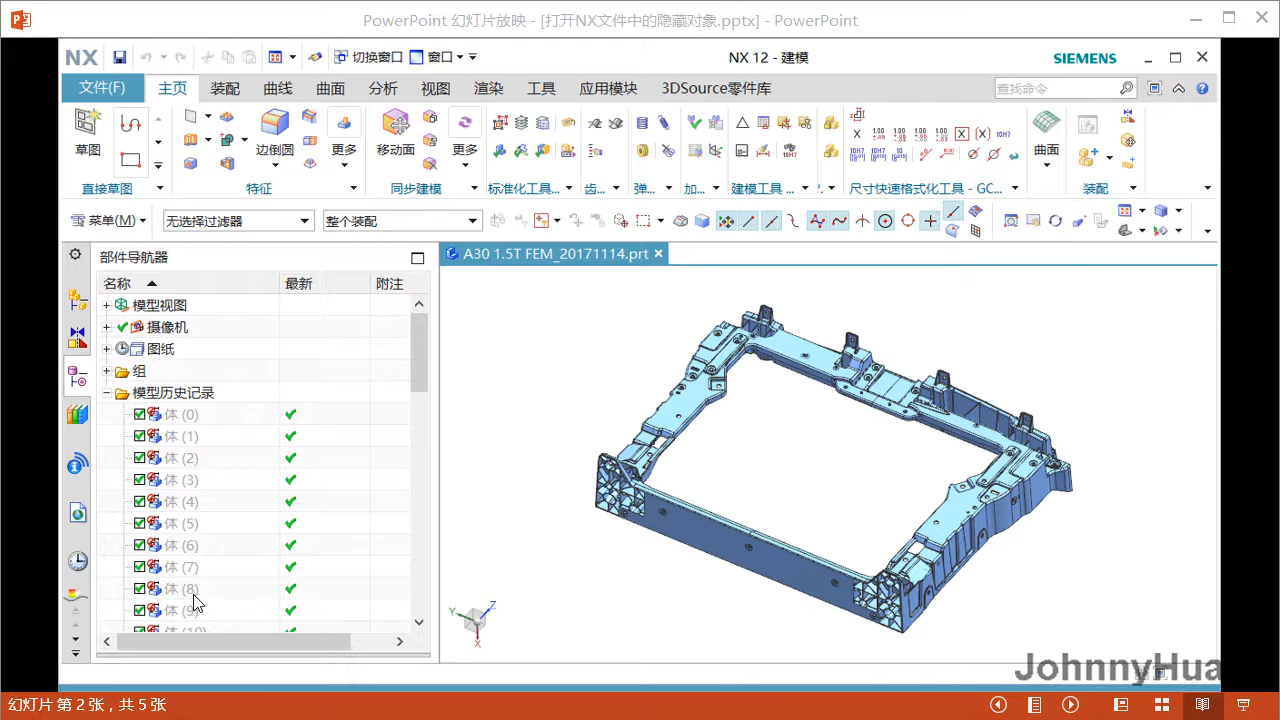 PowerPoint 幻灯片放映 - [打开NX文件中的隐藏对象.pptx] - PowerPoint
NX 切换窗口 窗口 NX 12 - 建模 SIEMENS
文件(F) 主页 装配 曲线 曲面 分析 视图 渲染 工具 应用模块 3DSource零件库 查找命令
草图 边倒圆 更多 移动面 更多 曲面
直接草图 特征 同步建模 标准化工具... 齿... 弹... 加... 建模工具... 尺寸快速格式化工具 - GC... 装配
菜单(M) 无选择过滤器 整个装配
部件导航器
A30 1.5T FEM_20171114.prt
名称 最新 附注
模型视图
摄像机
图纸
组
模型历史记录
体 (0)
体 (1)
体 (2)
体 (3)
体 (4)
体 (5)
体 (6)
体 (7)
体 (8)
体 (9)
体 (10)
Y Z X
JohnnyHua
幻灯片 第 2 张，共 5 张